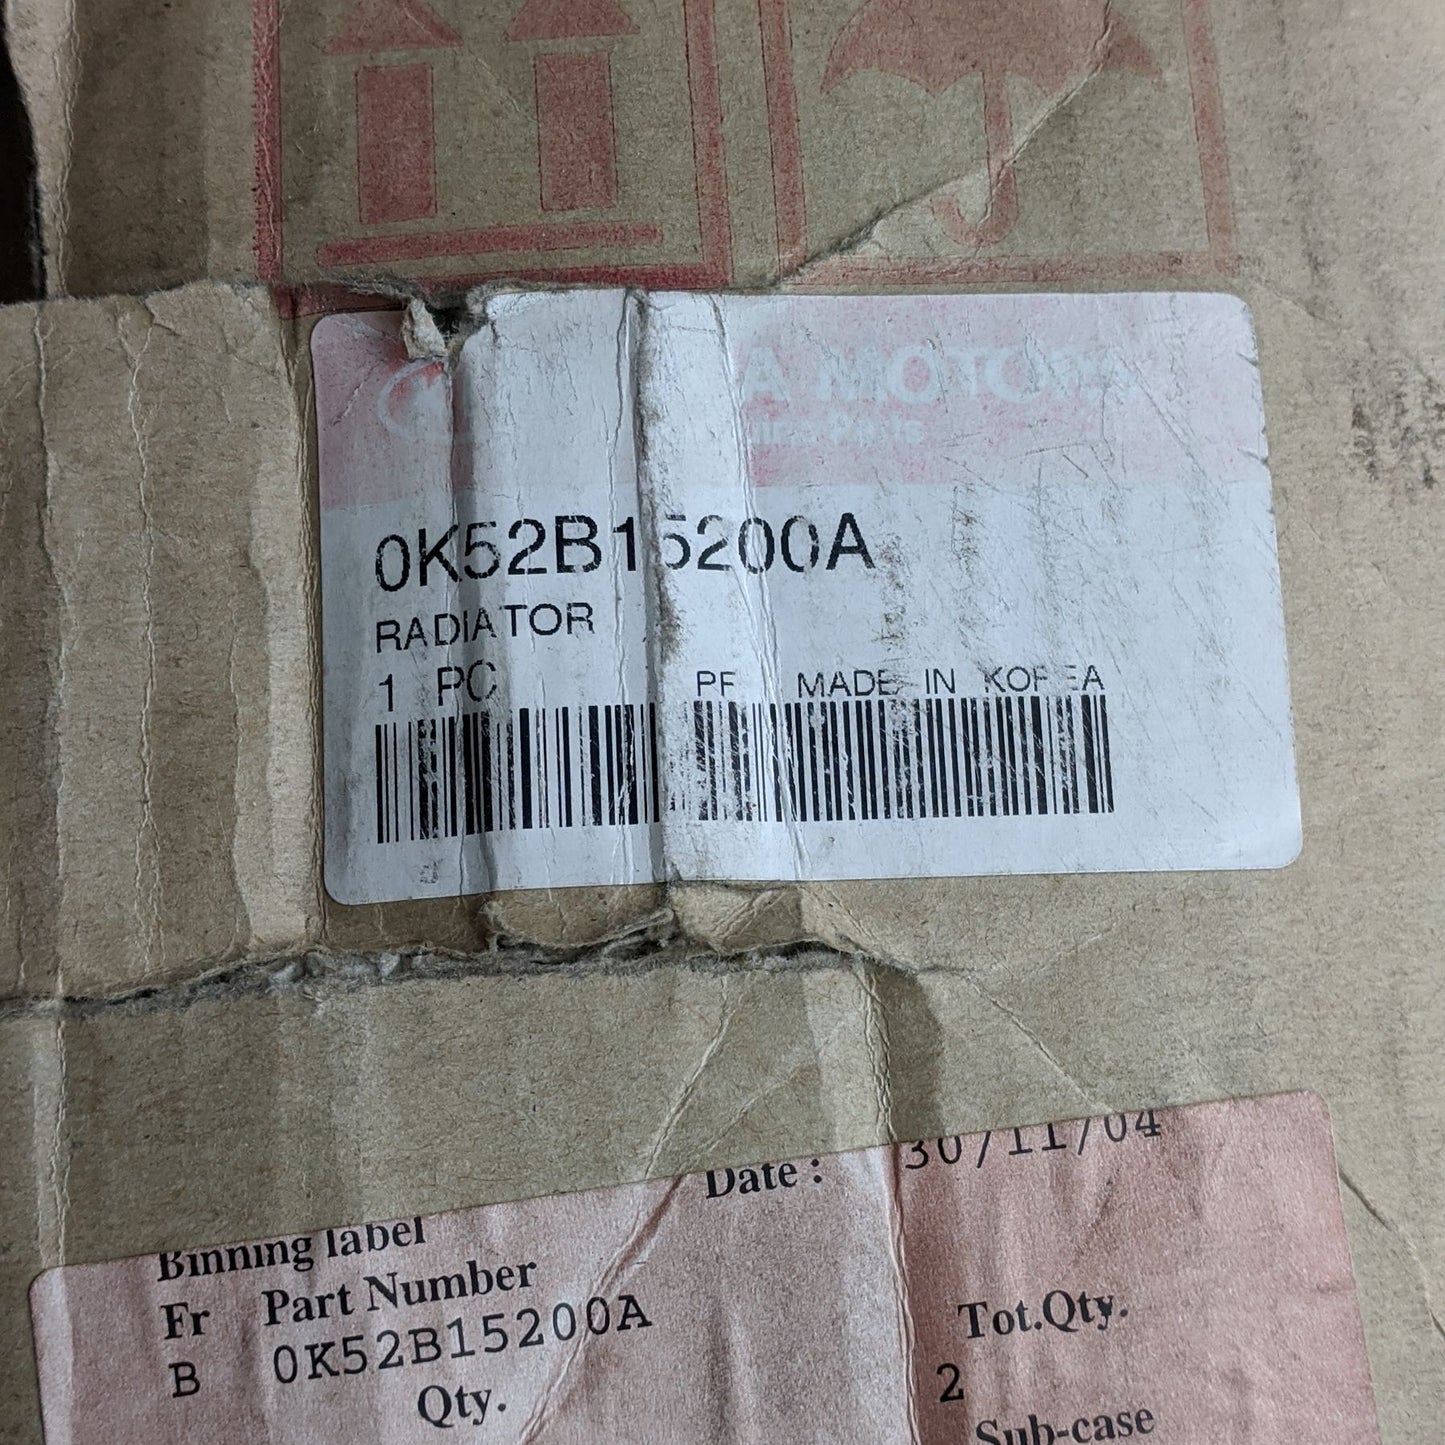 A MOTORS
0K52B15200A
RADIATOR
1 PC PF MADE IN KOREA
Date : 30/11/04
Binning label
Fr Part Number Tot.Qty.
B 0K52B15200A 2
Qty. Sub-case